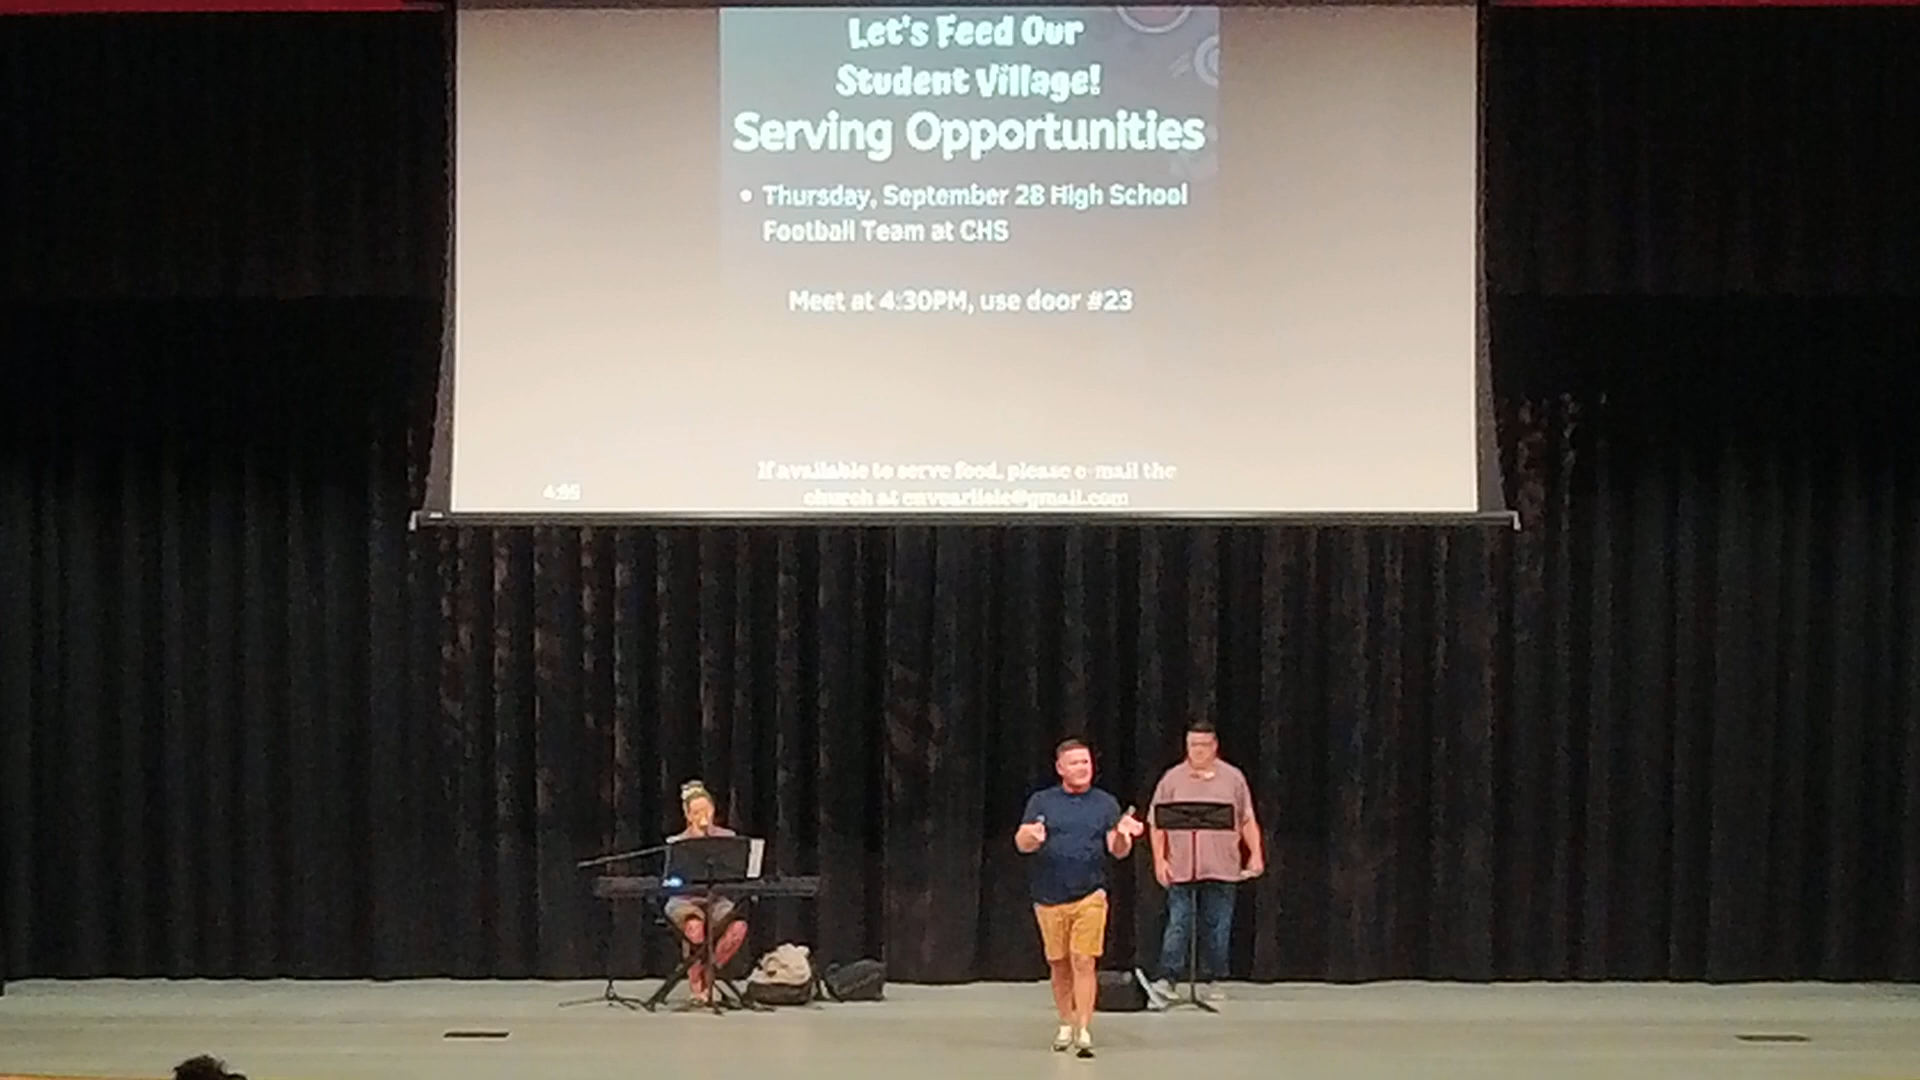 Let's Feed Our
Student Village!
Serving Opportunities
• Thursday, September 28 High School
Football Team at CHS
Meet at 4:30PM, use door #23
If available to serve food, please e-mail the
church at